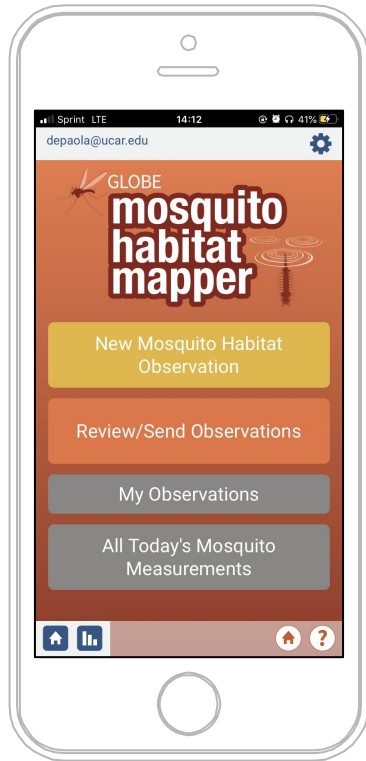 Sprint LTE 14:12 41%
depaola@ucar.edu
GLOBE
mosquito
habitat
mapper
New Mosquito Habitat
Observation
Review/Send Observations
My Observations
All Today's Mosquito
Measurements
?